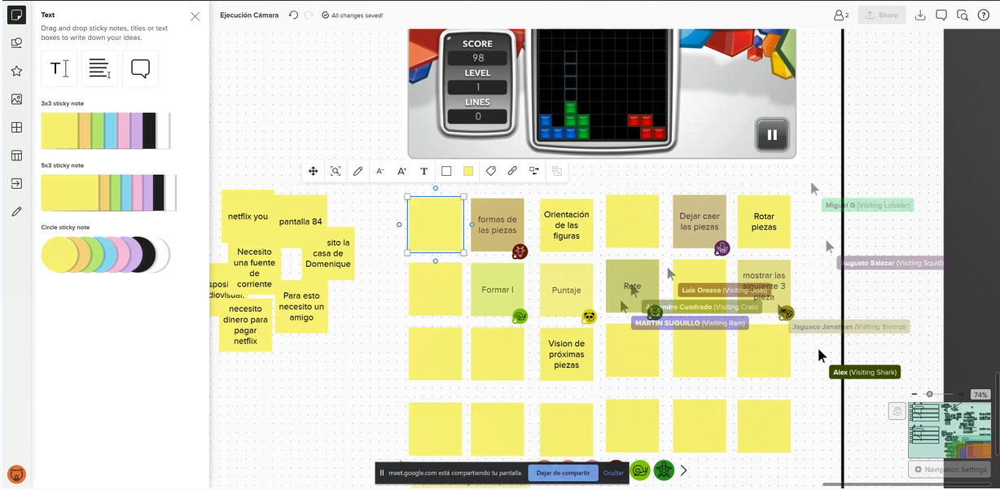 Text
Drag and drop sticky notes, titles or text
boxes to write down your ideas.
T
3x3 sticky note
5x3 sticky note
Circle sticky note
Ejecución Cámara
All changes saved!
2
Share
SCORE
98
LEVEL
1
LINES
0
A-
A+
T
netflix you
pantalla 84
Necesito
una fuente
de
corriente
sito la
casa de
Domenique
necesito
dinero para
pagar
netflix
Para esto
necesito un
amigo
formas de
las piezas
Orientación
de las
figuras
Dejar caer
las piezas
Rotar
piezas
Formar l
Puntaje
mostrar las
siguiente 3
pieza
Vision de
próximas
piezas
Miguel G (Visiting Lobster)
Augusto Salazar (Visiting Squid)
Luis Orozco (Visiting Goat)
Cuadrado (Visiting Crab)
MARTIN SUQUILLO (Visiting Ram)
Jaguaco Jonathan (Visiting Shrimp)
Alex (Visiting Shark)
74%
Navigation Settings
meet.google.com está compartiendo tu pantalla.
Dejar de compartir
Ocultar